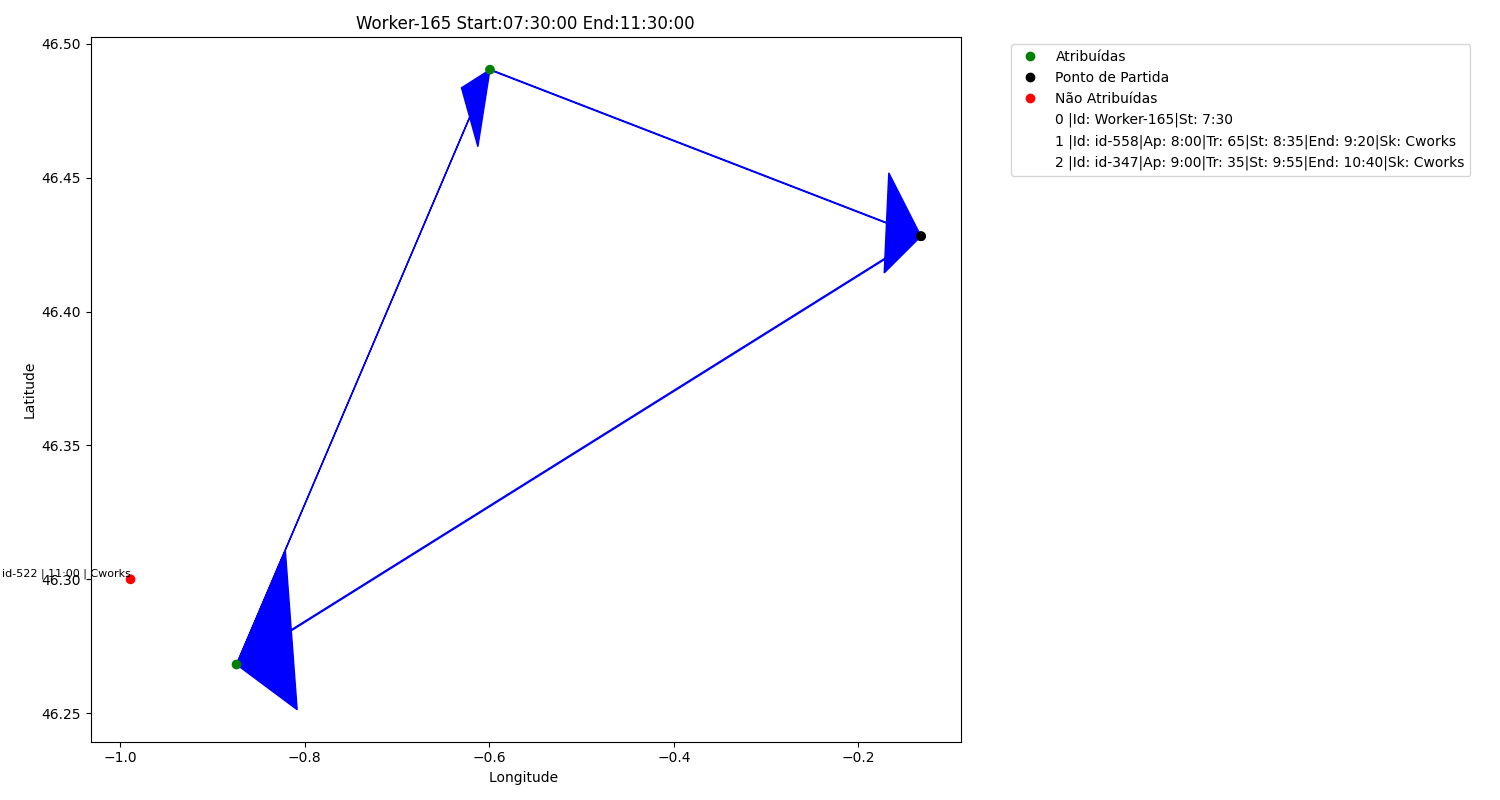 Worker-165 Start:07:30:00 End:11:30:00
46.50
46.45
46.40
46.35
46.30
46.25
Latitude
id-522 | 11:00 | Cworks
−1.0
−0.8
−0.6
−0.4
−0.2
Longitude
Atribuídas
Ponto de Partida
Não Atribuídas
0 |Id: Worker-165|St: 7:30
1 |Id: id-558|Ap: 8:00|Tr: 65|St: 8:35|End: 9:20|Sk: Cworks
2 |Id: id-347|Ap: 9:00|Tr: 35|St: 9:55|End: 10:40|Sk: Cworks